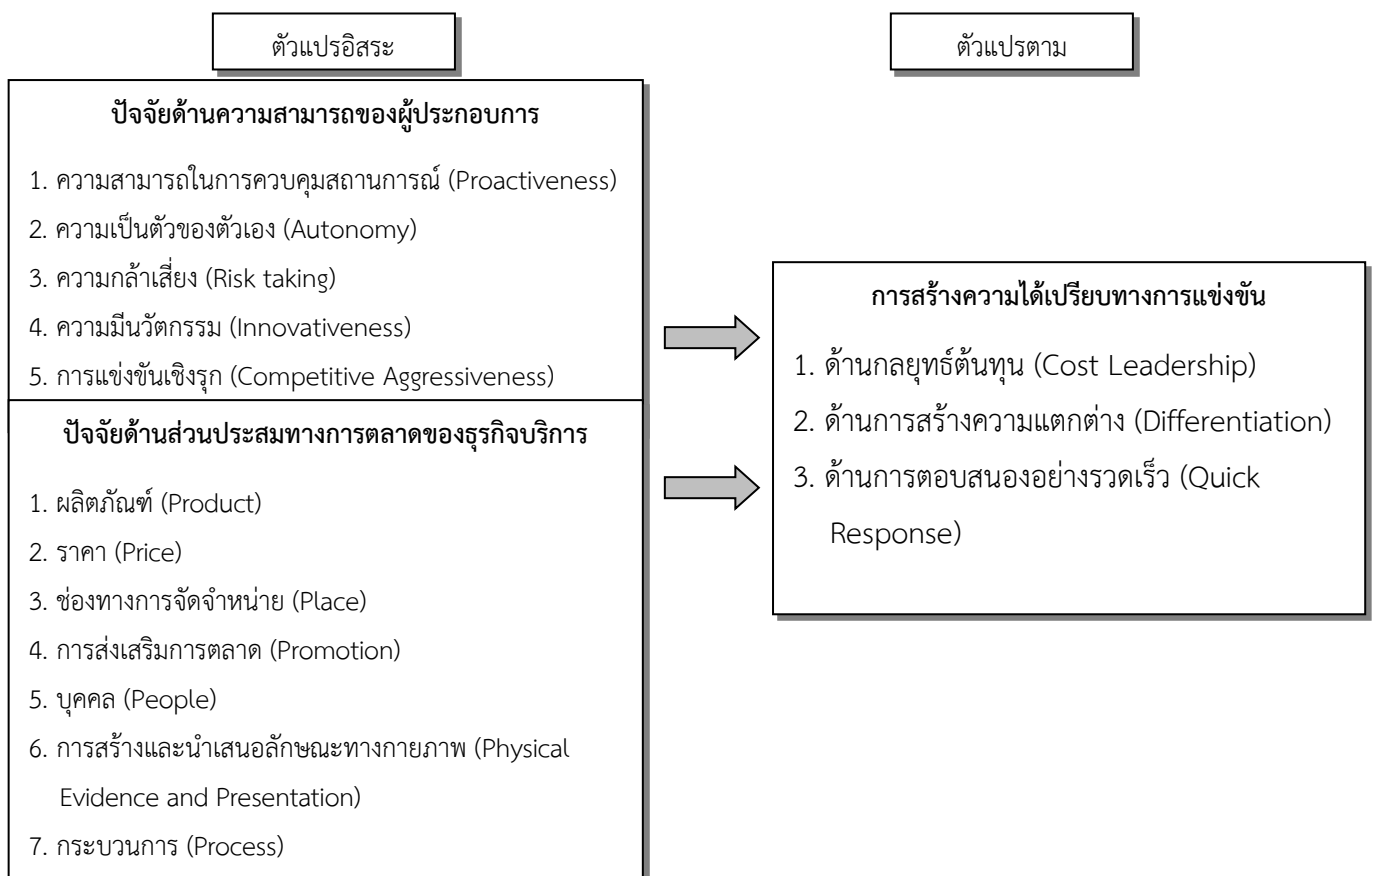 ตัวแปรอิสระ
ตัวแปรตาม
ปัจจัยด้านความสามารถของผู้ประกอบการ
1. ความสามารถในการควบคุมสถานการณ์ (Proactiveness)
2. ความเป็นตัวของตัวเอง (Autonomy)
3. ความกล้าเสี่ยง (Risk taking)
4. ความมีนวัตกรรม (Innovativeness)
5. การแข่งขันเชิงรุก (Competitive Aggressiveness)
ปัจจัยด้านส่วนประสมทางการตลาดของธุรกิจบริการ
1. ผลิตภัณฑ์ (Product)
2. ราคา (Price)
3. ช่องทางการจัดจำหน่าย (Place)
4. การส่งเสริมการตลาด (Promotion)
5. บุคคล (People)
6. การสร้างและนำเสนอลักษณะทางกายภาพ (Physical
Evidence and Presentation)
7. กระบวนการ (Process)
การสร้างความได้เปรียบทางการแข่งขัน
1. ด้านกลยุทธ์ต้นทุน (Cost Leadership)
2. ด้านการสร้างความแตกต่าง (Differentiation)
3. ด้านการตอบสนองอย่างรวดเร็ว (Quick
Response)